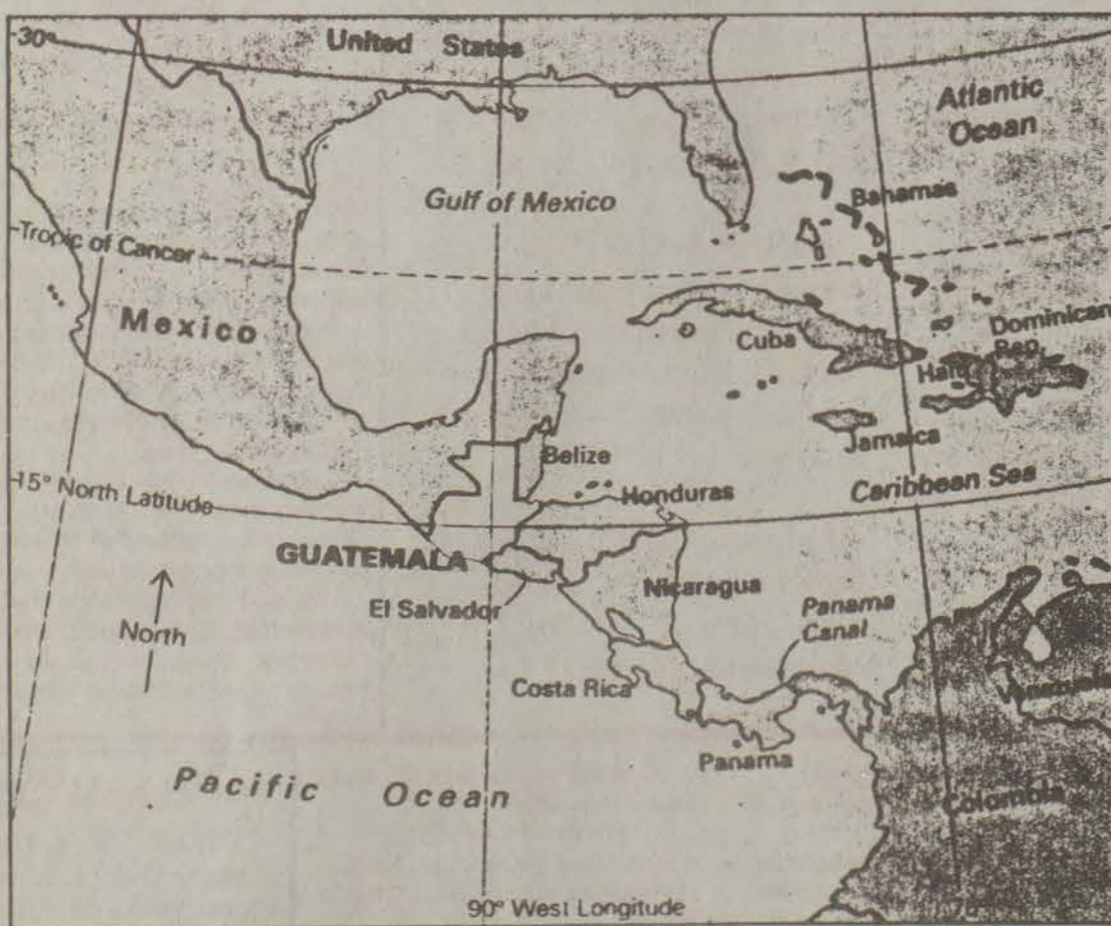 30°
United States
Atlantic
Ocean
Gulf of Mexico
Bahamas
Tropic of Cancer
Mexico
Cuba
Dominican
Rep.
Haiti
Jamaica
Belize
15° North Latitude
Honduras
Caribbean Sea
GUATEMALA
El Salvador
Nicaragua
Panama
Canal
North
Costa Rica
Venezuela
Panama
Pacific Ocean
Colombia
90° West Longitude